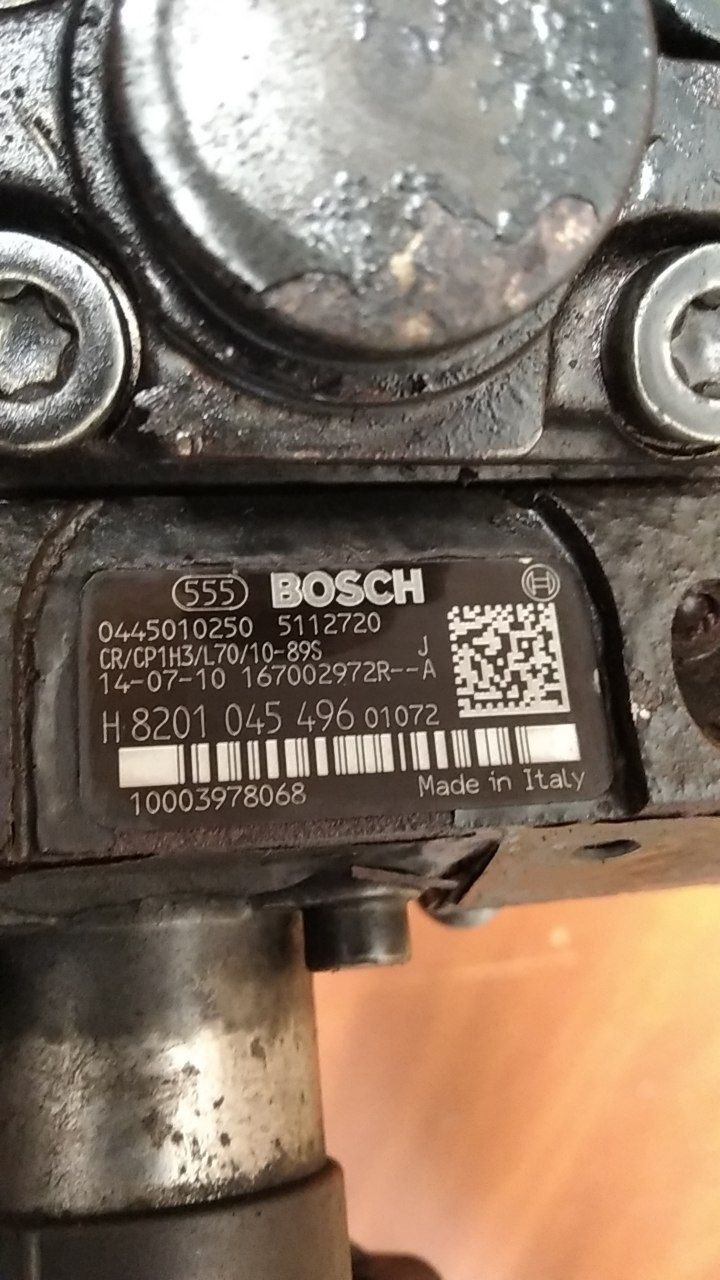 555 BOSCH H
0445010250 5112720
CR/CP1H3/L70/10-89S J
14-07-10 167002972R--A
H 8201 045 496 01072
10003978068 Made in Italy